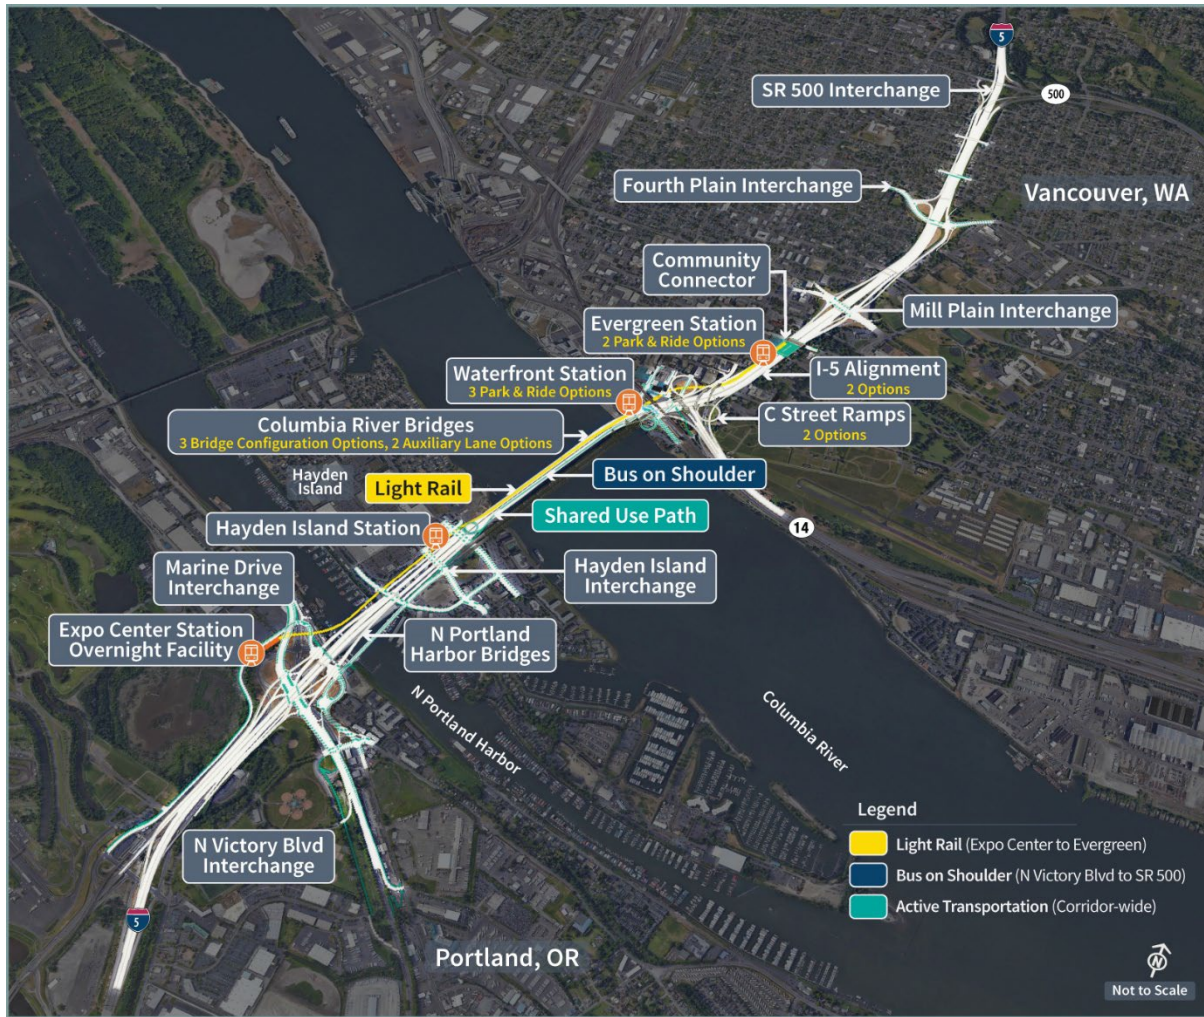 5
SR 500 Interchange
500
Fourth Plain Interchange
Vancouver, WA
Community
Connector
Mill Plain Interchange
Evergreen Station
2 Park & Ride Options
I-5 Alignment
2 Options
Waterfront Station
3 Park & Ride Options
C Street Ramps
2 Options
Columbia River Bridges
3 Bridge Configuration Options, 2 Auxiliary Lane Options
Bus on Shoulder
Hayden
Island
Light Rail
Shared Use Path
14
Hayden Island Station
Hayden Island
Interchange
Marine Drive
Interchange
Expo Center Station
Overnight Facility
N Portland
Harbor Bridges
N Portland Harbor
Columbia River
N Victory Blvd
Interchange
5
Portland, OR
Legend
Light Rail (Expo Center to Evergreen)
Bus on Shoulder (N Victory Blvd to SR 500)
Active Transportation (Corridor-wide)
N
Not to Scale